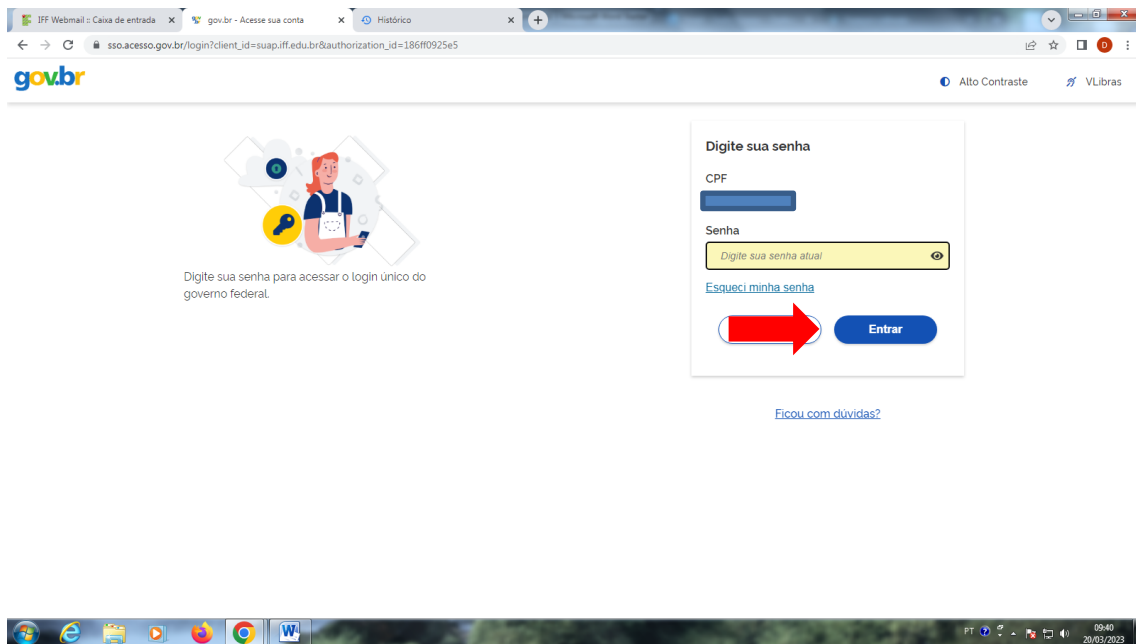 IFF Webmail :: Caixa de entrada
gov.br - Acesse sua conta
Histórico
sso.acesso.gov.br/login?client_id=suap.iff.edu.br&authorization_id=186ff0925e5
D
gov.br
Alto Contraste
VLibras
Digite sua senha para acessar o login único do
governo federal.
Digite sua senha
CPF
Senha
Digite sua senha atual
Esqueci minha senha
Entrar
Ficou com dúvidas?
PT
09:40
20/03/2023